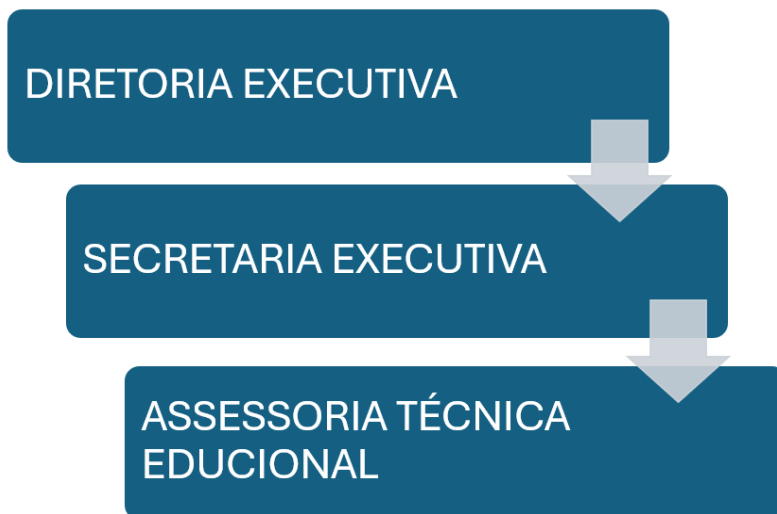 DIRETORIA EXECUTIVA
SECRETARIA EXECUTIVA
ASSESSORIA TÉCNICA
EDUCIONAL